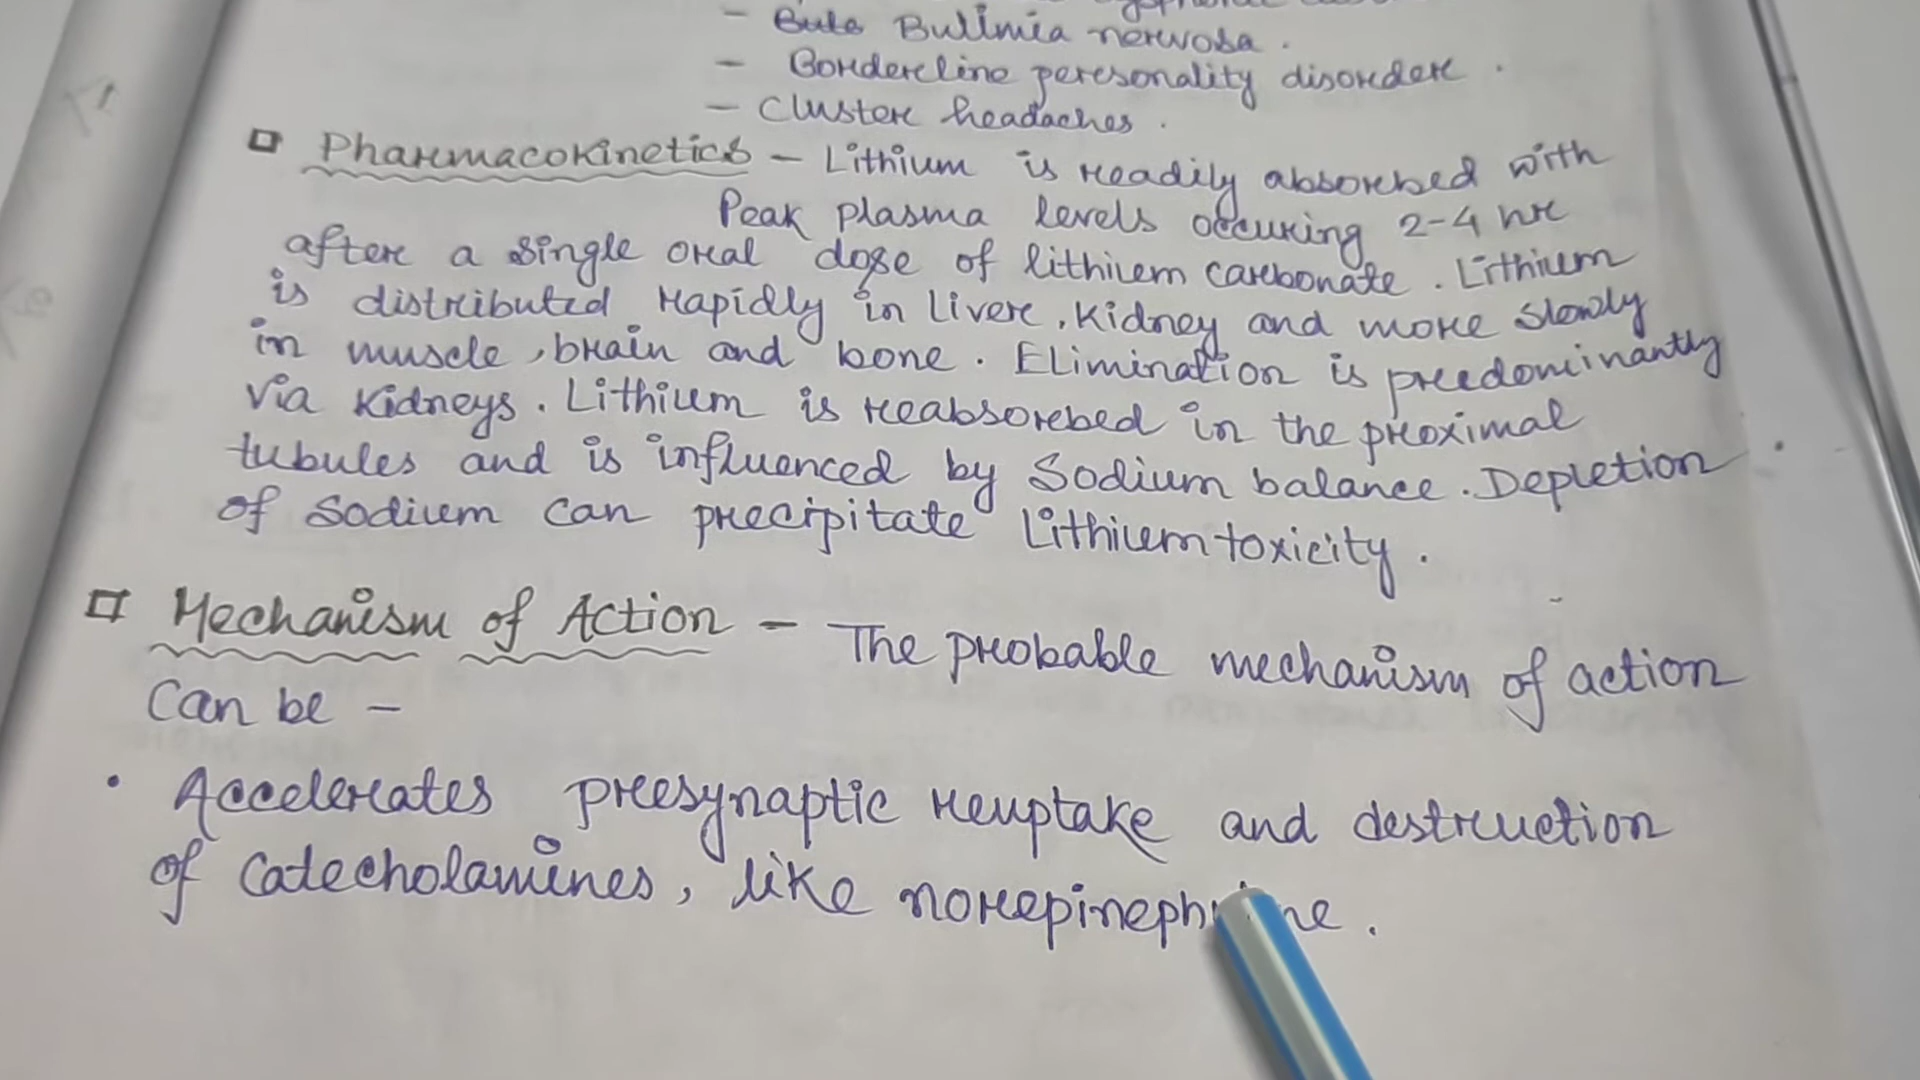 - Bulimia nervosa.
- Borderline personality disorder.
- Cluster headaches.
Pharmacokinetics - Lithium is readily absorbed with
Peak plasma levels occuring 2-4 hr
after a single oral dose of lithium carbonate. Lithium
is distributed rapidly in liver, kidney and more slowly
in muscle, brain and bone. Elimination is predominantly
via kidneys. Lithium is reabsorbed in the proximal
tubules and is influenced by Sodium balance. Depletion
of Sodium can precipitate Lithium toxicity.
Mechanism of Action - The probable mechanism of action
Can be -
• Accelerates presynaptic reuptake and destruction
of Catecholamines, like